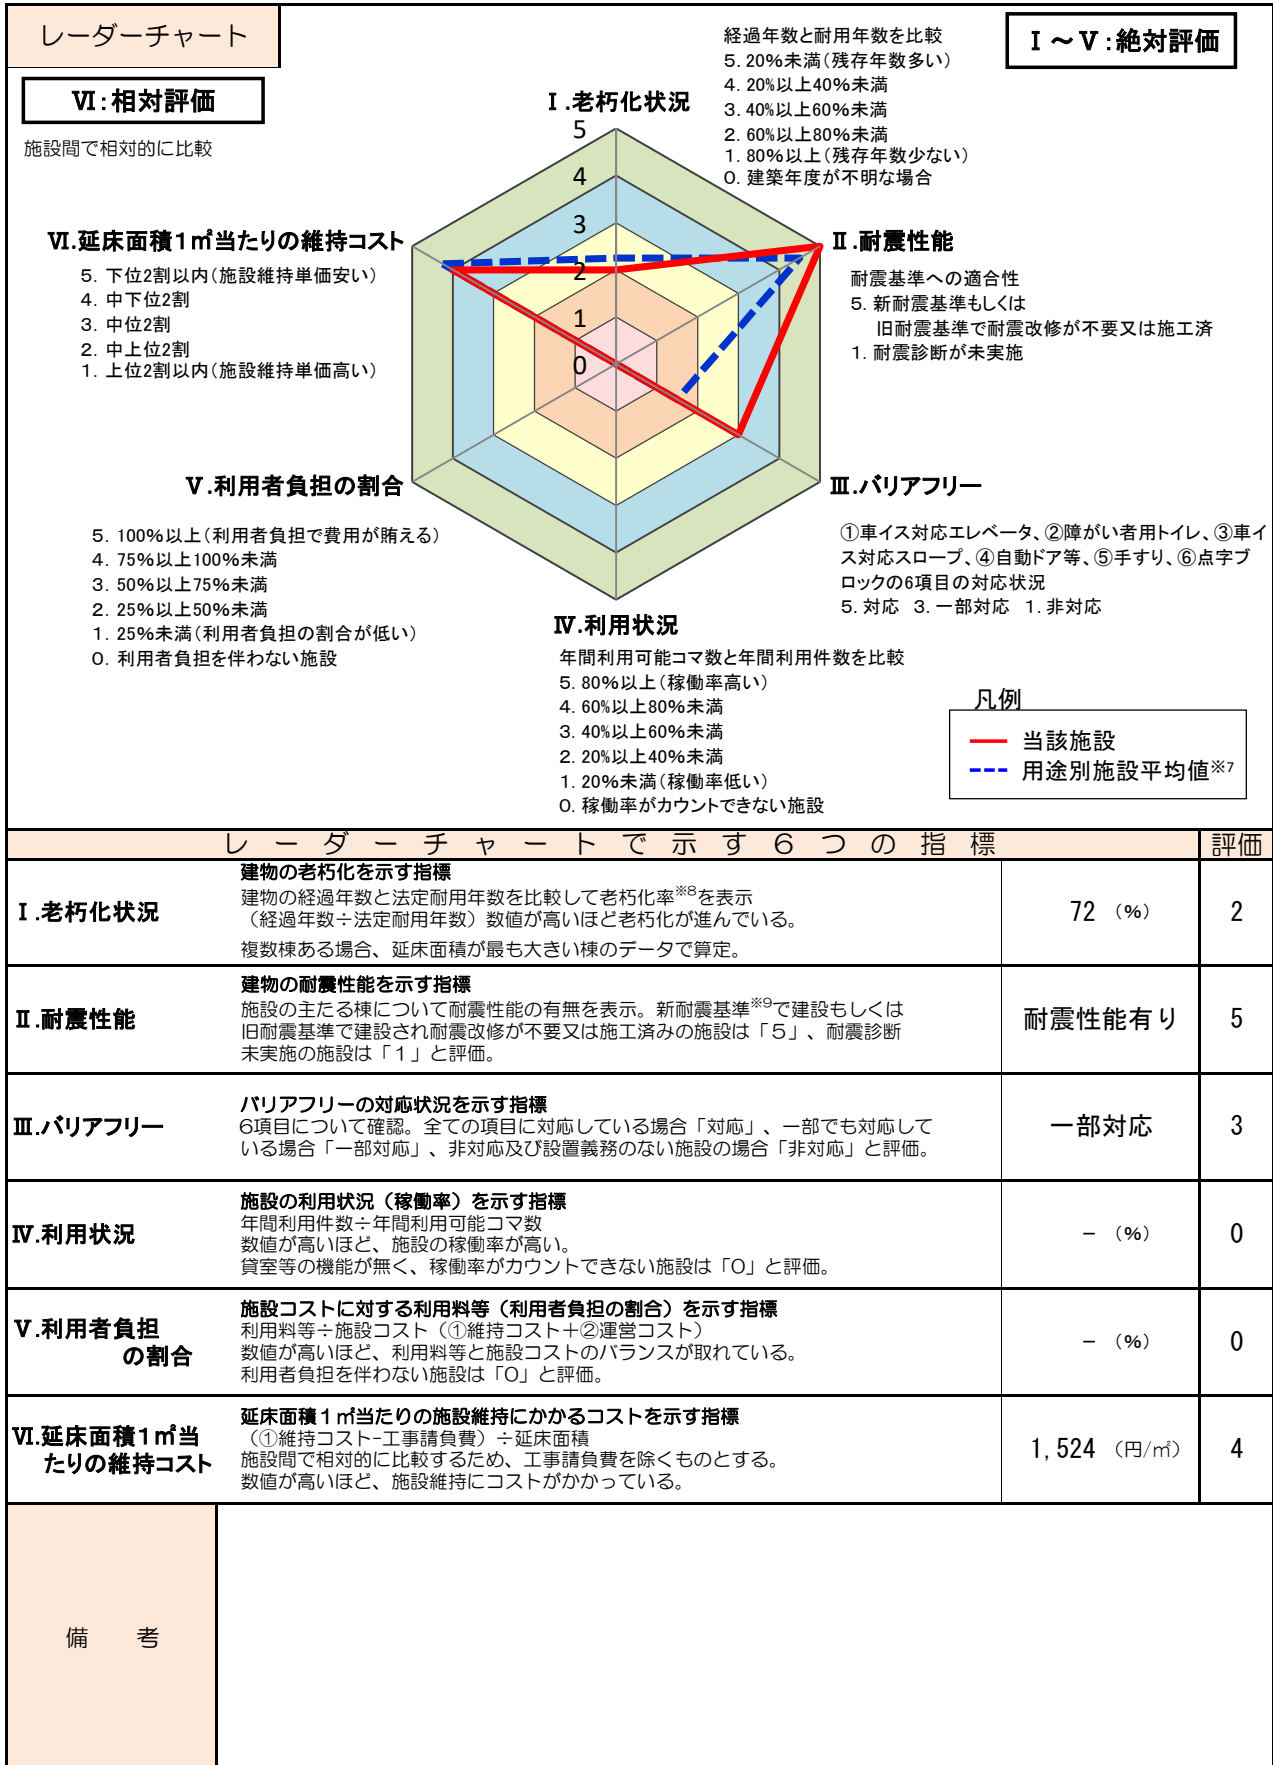 レーダーチャート
Ⅰ～Ⅴ:絶対評価
Ⅵ:相対評価
施設間で相対的に比較
Ⅰ.老朽化状況
経過年数と耐用年数を比較
5. 20%未満(残存年数多い)
4. 20%以上40%未満
3. 40%以上60%未満
2. 60%以上80%未満
1. 80%以上(残存年数少ない)
0. 建築年度が不明な場合
5
4
3
2
1
0
Ⅱ.耐震性能
耐震基準への適合性
5. 新耐震基準もしくは
旧耐震基準で耐震改修が不要又は施工済
1. 耐震診断が未実施
Ⅵ.延床面積1㎡当たりの維持コスト
5. 下位2割以内(施設維持単価安い)
4. 中下位2割
3. 中位2割
2. 中上位2割
1. 上位2割以内(施設維持単価高い)
Ⅴ.利用者負担の割合
5. 100%以上(利用者負担で費用が賄える)
4. 75%以上100%未満
3. 50%以上75%未満
2. 25%以上50%未満
1. 25%未満(利用者負担の割合が低い)
0. 利用者負担を伴わない施設
Ⅲ.バリアフリー
①車イス対応エレベータ、②障がい者用トイレ、③車イ
ス対応スロープ、④自動ドア等、⑤手すり、⑥点字ブ
ロックの6項目の対応状況
5. 対応 3. 一部対応 1. 非対応
Ⅳ.利用状況
年間利用可能コマ数と年間利用件数を比較
5. 80%以上(稼働率高い)
4. 60%以上80%未満
3. 40%以上60%未満
2. 20%以上40%未満
1. 20%未満(稼働率低い)
0. 稼働率がカウントできない施設
凡例
当該施設
用途別施設平均値※7
レーダーチャートで示す6つの指標 評価
Ⅰ.老朽化状況
建物の老朽化を示す指標
建物の経過年数と法定耐用年数を比較して老朽化率※8を表示
（経過年数÷法定耐用年数）数値が高いほど老朽化が進んでいる。
複数棟ある場合、延床面積が最も大きい棟のデータで算定。
72 (%) 2
Ⅱ.耐震性能
建物の耐震性能を示す指標
施設の主たる棟について耐震性能の有無を表示。新耐震基準※9で建設もしくは
旧耐震基準で建設され耐震改修が不要又は施工済みの施設は「5」、耐震診断
未実施の施設は「1」と評価。
耐震性能有り 5
Ⅲ.バリアフリー
バリアフリーの対応状況を示す指標
6項目について確認。全ての項目に対応している場合「対応」、一部でも対応して
いる場合「一部対応」、非対応及び設置義務のない施設の場合「非対応」と評価。
一部対応 3
Ⅳ.利用状況
施設の利用状況（稼働率）を示す指標
年間利用件数÷年間利用可能コマ数
数値が高いほど、施設の稼働率が高い。
貸室等の機能が無く、稼働率がカウントできない施設は「0」と評価。
− (%) 0
Ⅴ.利用者負担
の割合
施設コストに対する利用料等（利用者負担の割合）を示す指標
利用料等÷施設コスト（①維持コスト＋②運営コスト）
数値が高いほど、利用料等と施設コストのバランスが取れている。
利用者負担を伴わない施設は「0」と評価。
− (%) 0
Ⅵ.延床面積1㎡当
たりの維持コスト
延床面積1㎡当たりの施設維持にかかるコストを示す指標
（①維持コスト-工事請負費）÷延床面積
施設間で相対的に比較するため、工事請負費を除くものとする。
数値が高いほど、施設維持にコストがかかっている。
1,524 (円/㎡) 4
備 考